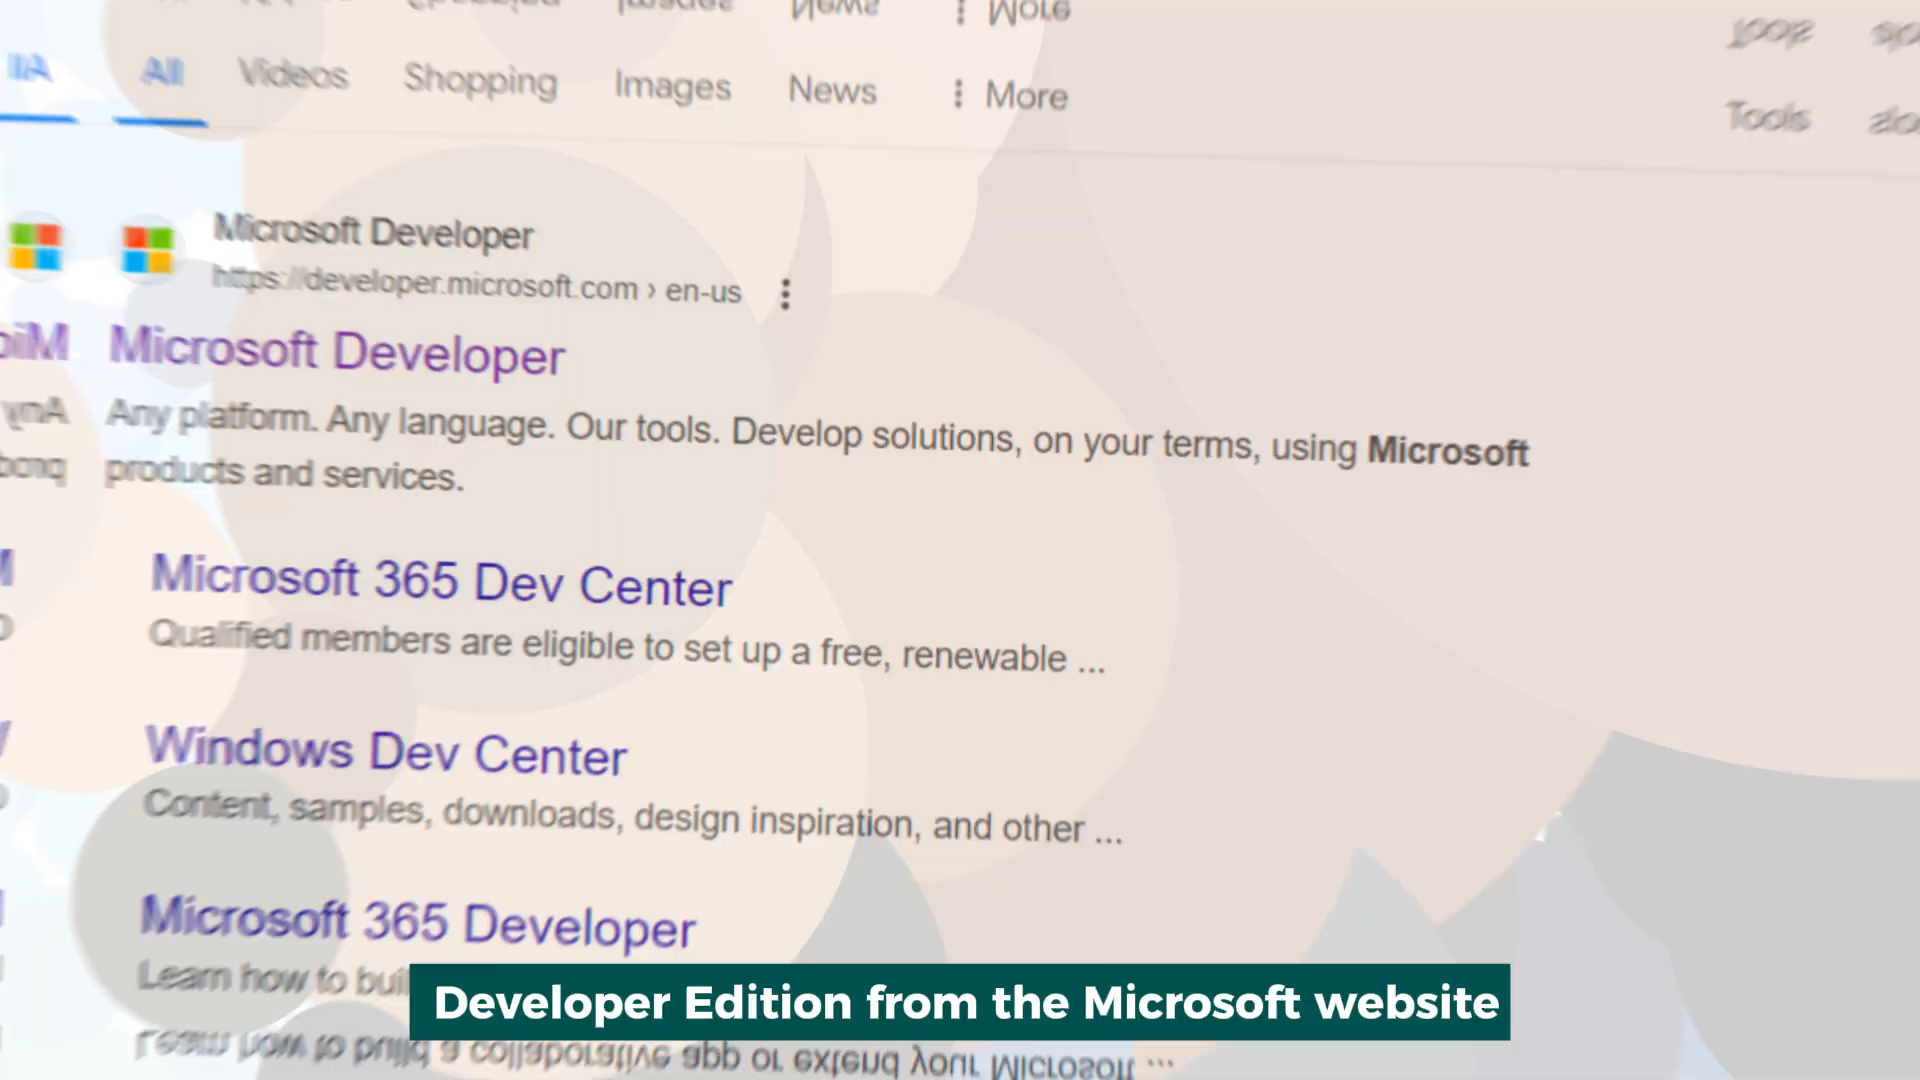 All Videos Shopping Images News More Tools
Microsoft Developer
https://developer.microsoft.com › en-us
Microsoft Developer
Any platform. Any language. Our tools. Develop solutions, on your terms, using Microsoft
products and services.
Microsoft 365 Dev Center
Qualified members are eligible to set up a free, renewable ...
Windows Dev Center
Content, samples, downloads, design inspiration, and other ...
Microsoft 365 Developer
Learn how to
Developer Edition from the Microsoft website